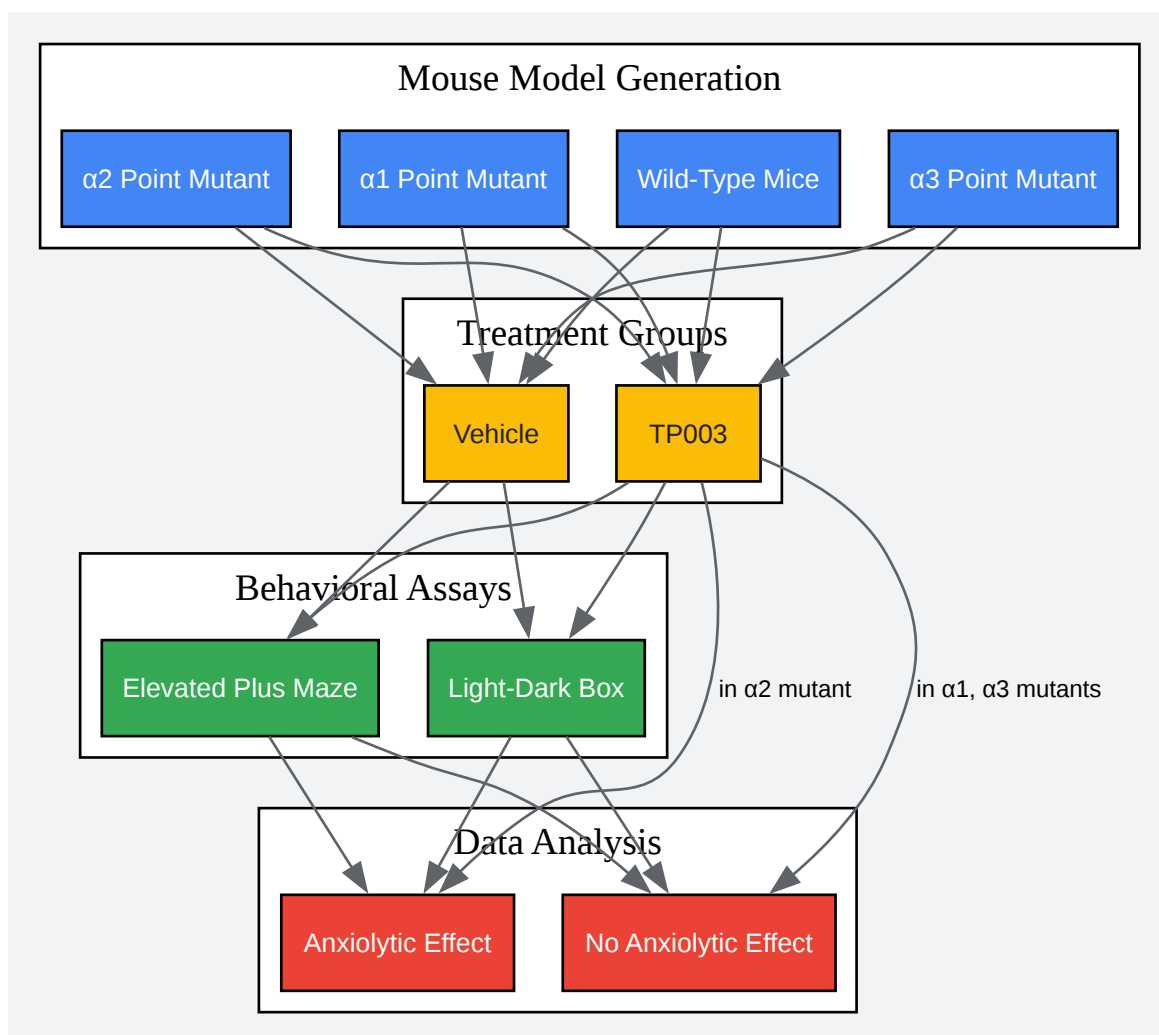 Mouse Model Generation
α2 Point Mutant
α1 Point Mutant
Wild-Type Mice
α3 Point Mutant
Treatment Groups
Vehicle
TP003
Behavioral Assays
Elevated Plus Maze
Light-Dark Box
in α2 mutant
in α1, α3 mutants
Data Analysis
Anxiolytic Effect
No Anxiolytic Effect